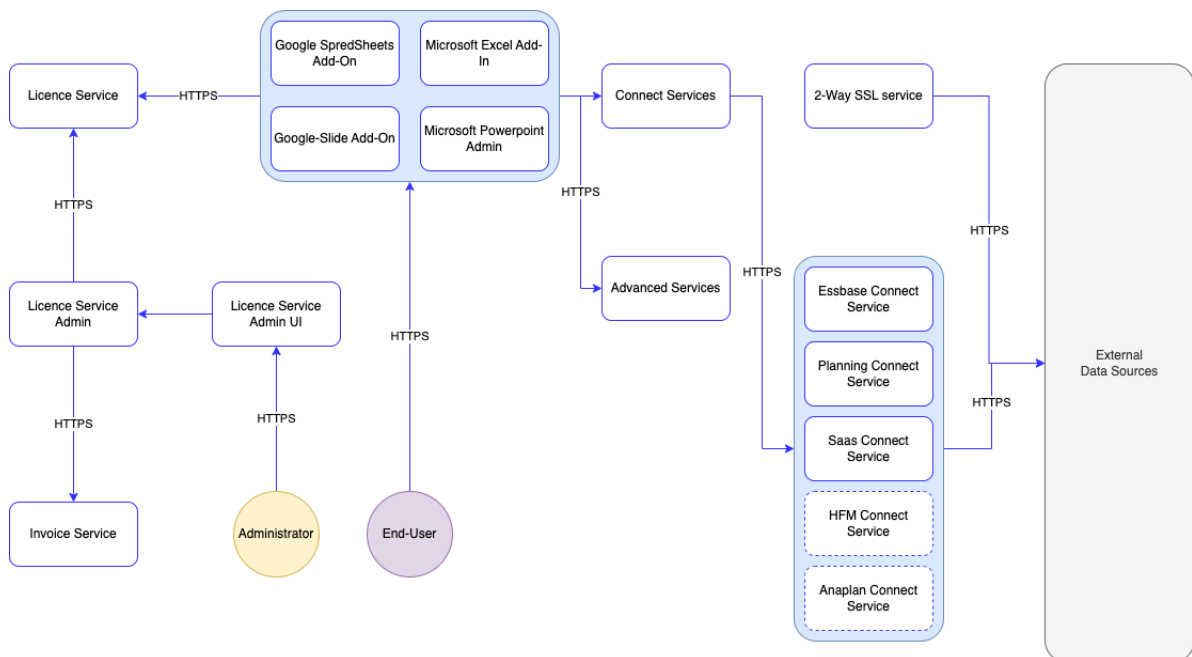 Google SpredSheets
Add-On
Microsoft Excel Add-
In
Licence Service
HTTPS
Connect Services
2-Way SSL service
Google-Slide Add-On
Microsoft Powerpoint
Admin
HTTPS
HTTPS
HTTPS
HTTPS
Licence Service
Admin
Licence Service
Admin UI
Advanced Services
Essbase Connect
Service
HTTPS
HTTPS
Planning Connect
Service
External
Data Sources
HTTPS
HTTPS
HTTPS
Saas Connect
Service
Invoice Service
Administrator
End-User
HFM Connect
Service
Anaplan Connect
Service